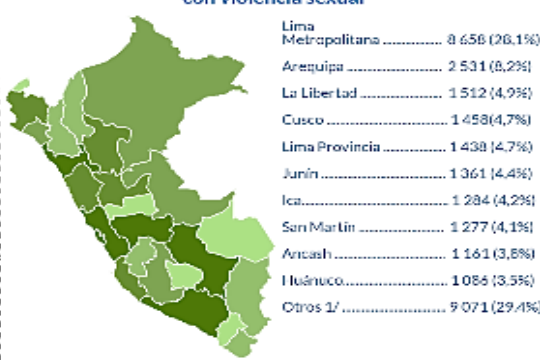 con violencia sexual
Lima
Metropolitana ............... 8 658 (28,1%)
Arequipa ......................... 2 531 (8,2%)
La Libertad ..................... 1 512 (4,9%)
Cusco ............................... 1 458(4,7%)
Lima Provincia ............... 1 438 (4,7%)
Junín ................................ 1 361 (4,4%)
Ica..................................... 1 284 (4,2%)
San Martín ...................... 1 277 (4,1%)
Ancash ............................. 1 161 (3,8%)
Huánuco.......................... 1 086 (3,5%)
Otros 1/ ........................... 9 071 (29,4%)